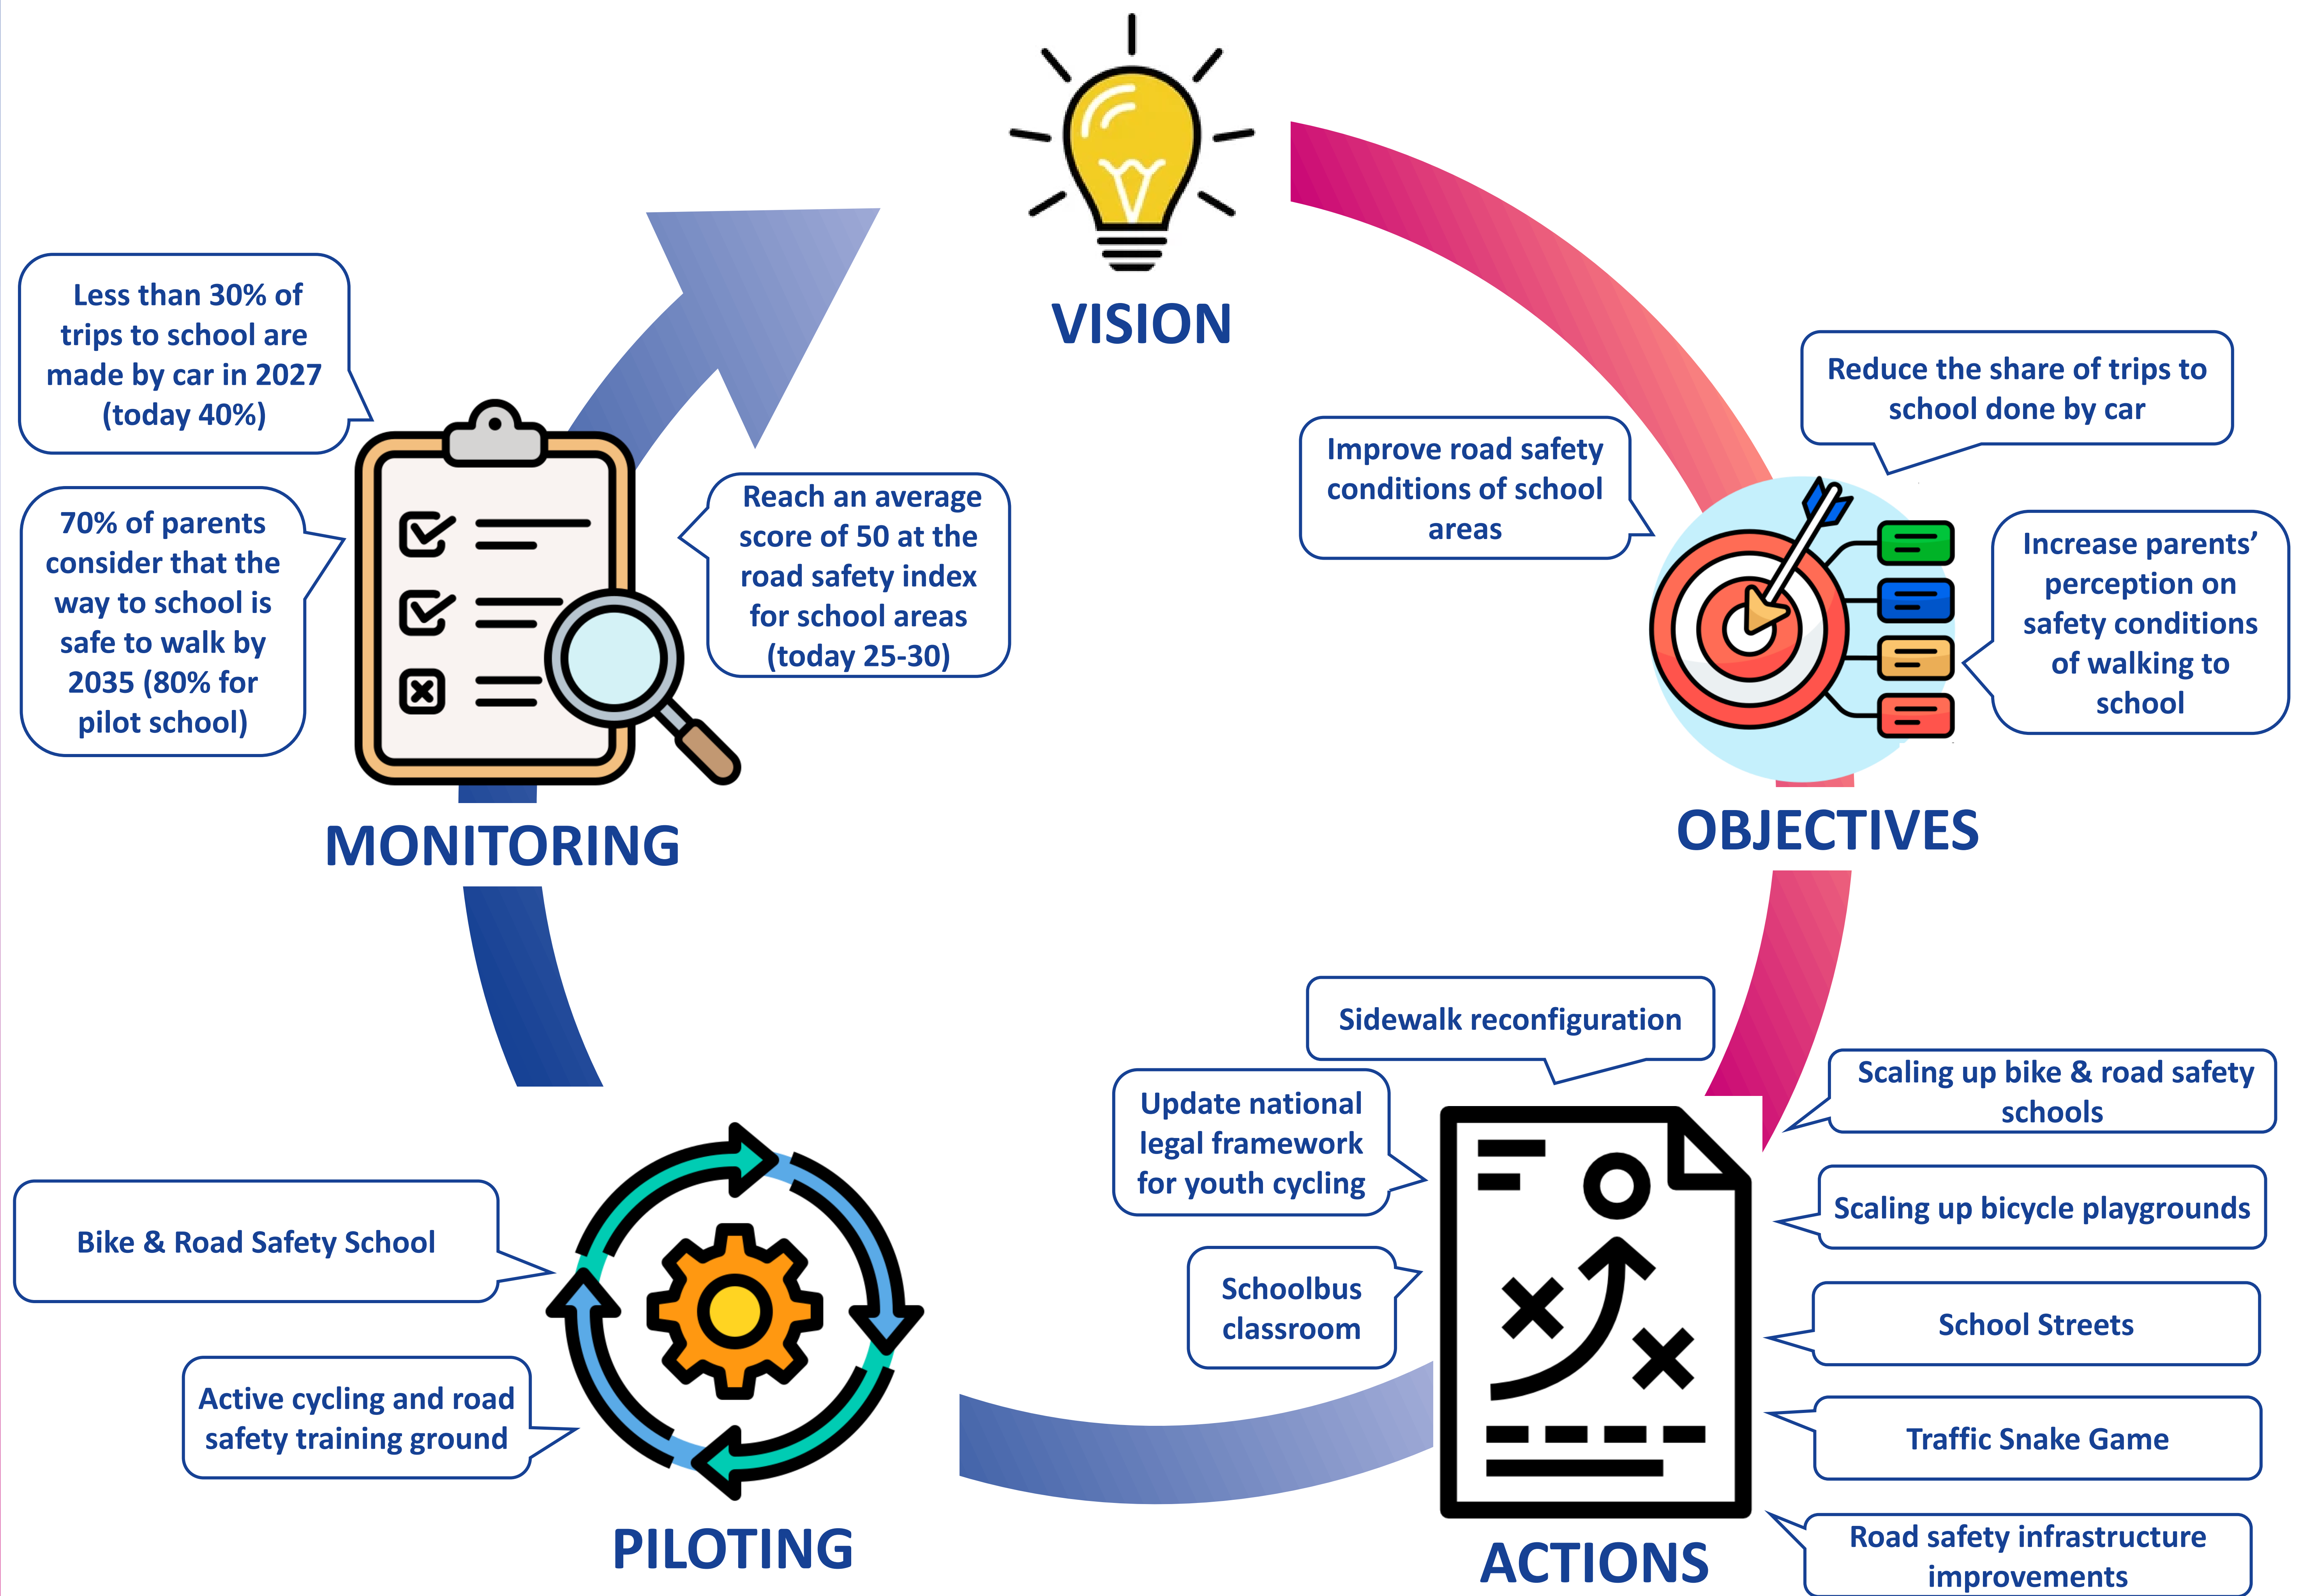 VISION
Reduce the share of trips to
school done by car
Improve road safety
conditions of school
areas
Increase parents’
perception on
safety conditions
of walking to
school
OBJECTIVES
Sidewalk reconfiguration
Update national
legal framework
for youth cycling
Schoolbus
classroom
Scaling up bike & road safety
schools
Scaling up bicycle playgrounds
School Streets
Traffic Snake Game
Road safety infrastructure
improvements
ACTIONS
Bike & Road Safety School
Active cycling and road
safety training ground
PILOTING
Less than 30% of
trips to school are
made by car in 2027
(today 40%)
70% of parents
consider that the
way to school is
safe to walk by
2035 (80% for
pilot school)
Reach an average
score of 50 at the
road safety index
for school areas
(today 25-30)
MONITORING